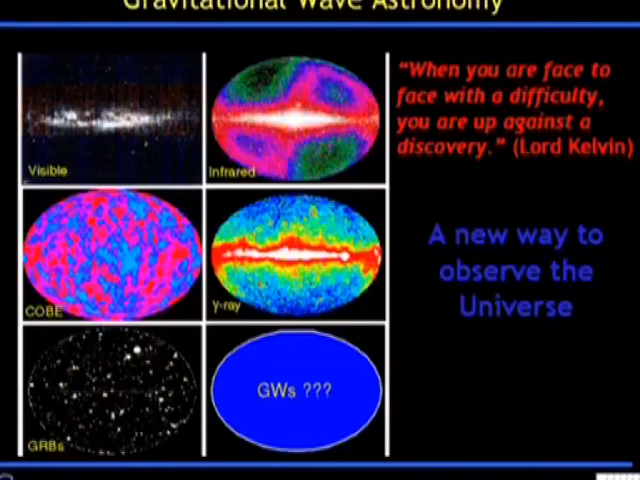 Gravitational Wave Astronomy
Visible
Infrared
"When you are face to
face with a difficulty,
you are up against a
discovery." (Lord Kelvin)
COBE
γ-ray
A new way to
observe the
Universe
GRBs
GWs ???